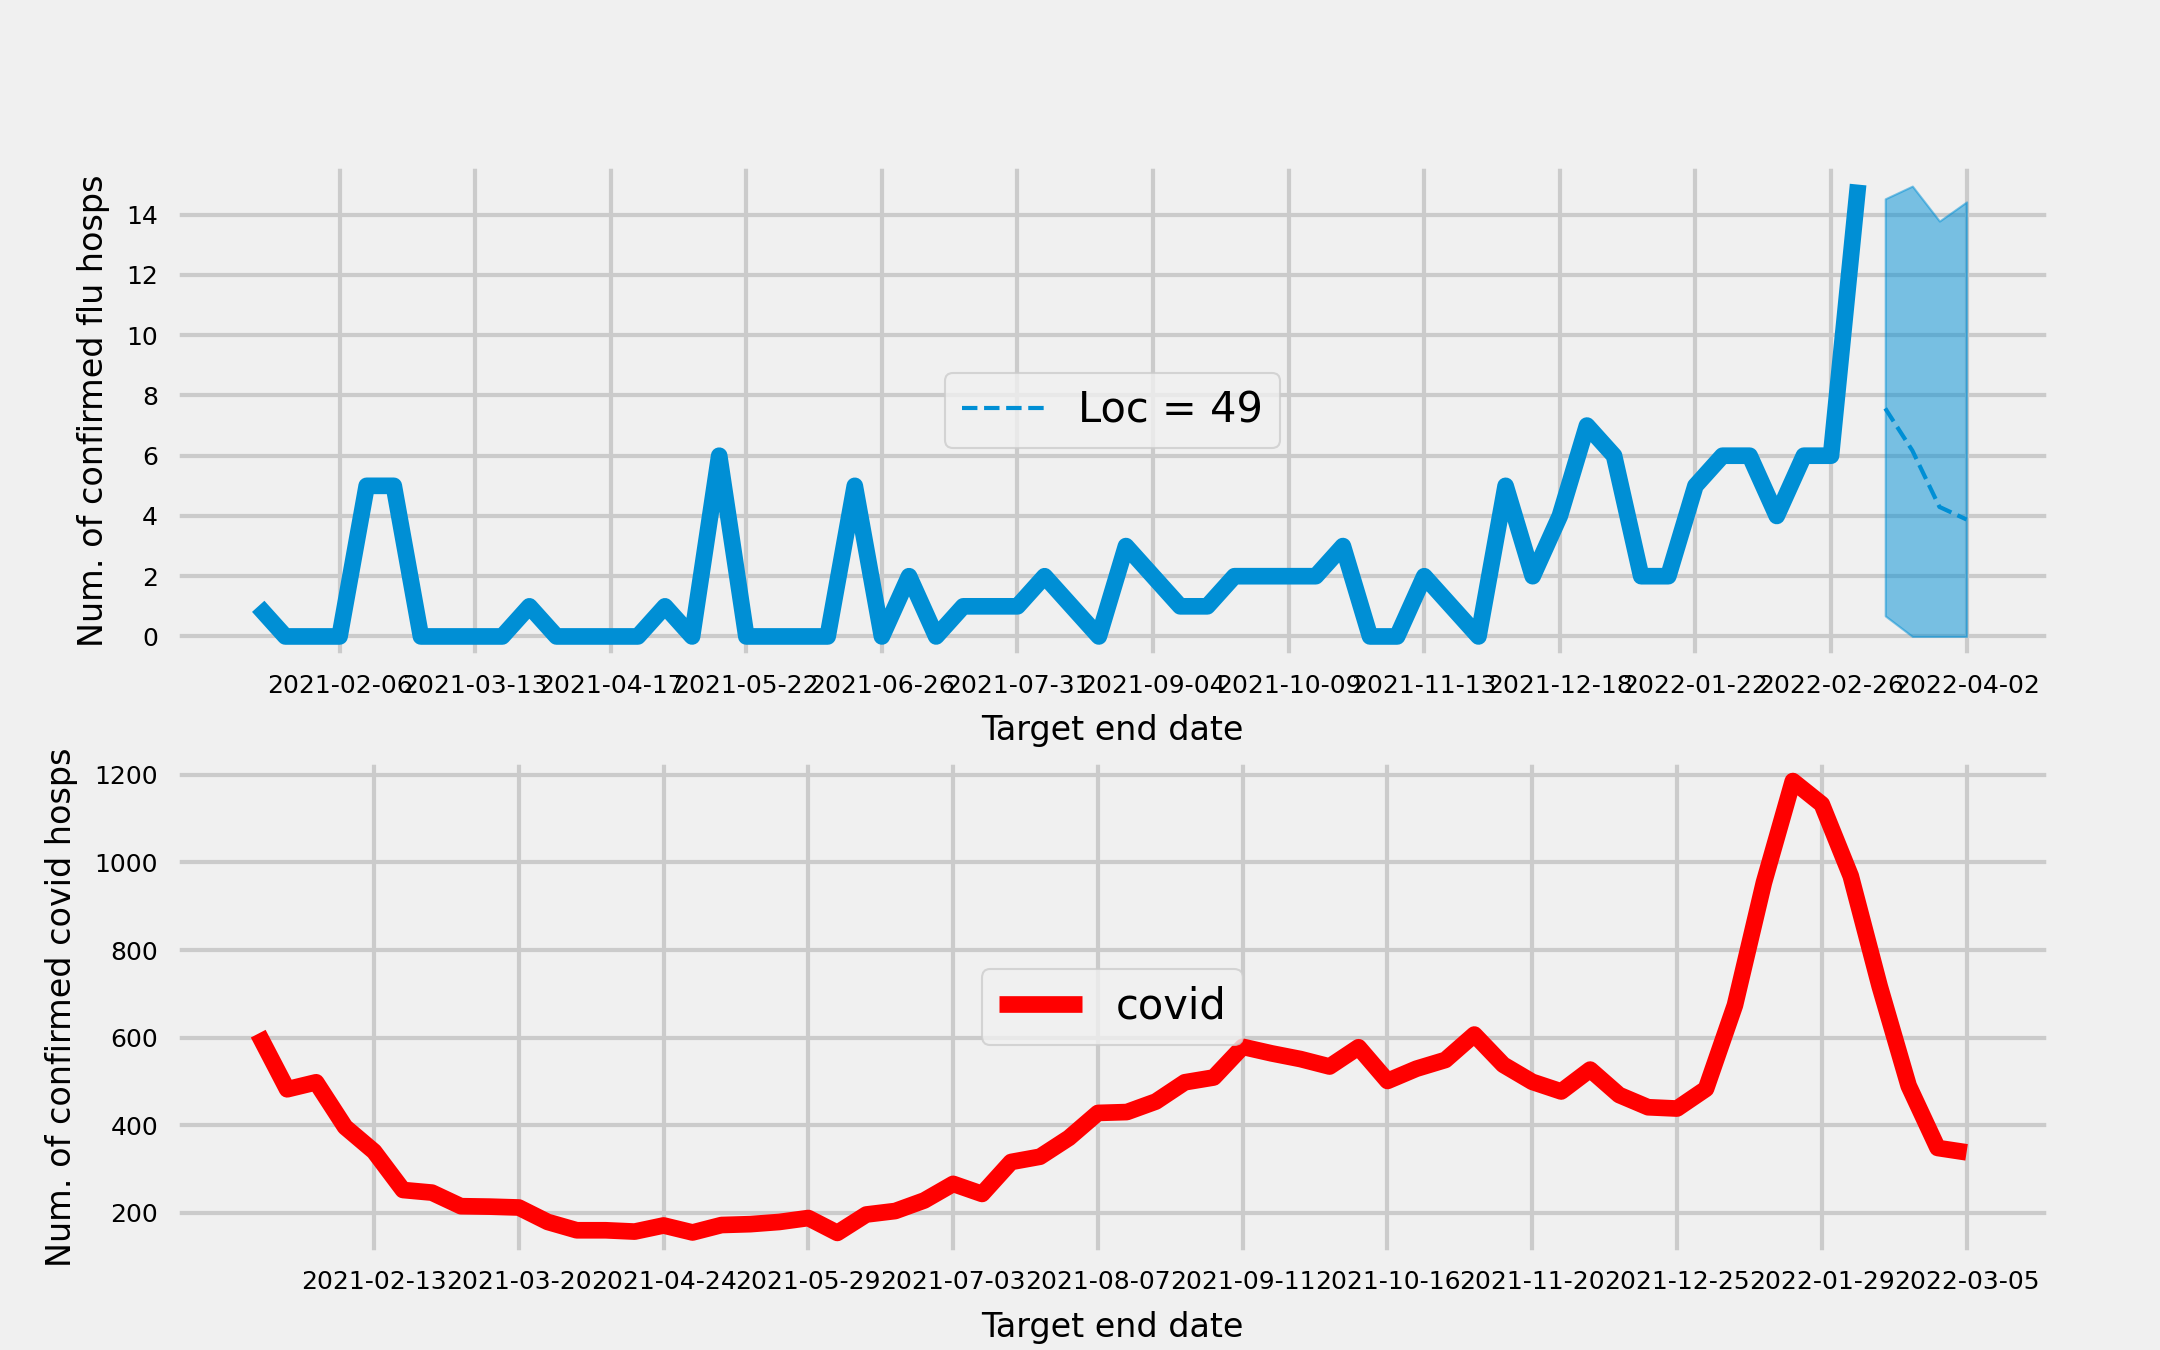 Num. of confirmed flu hosps
14
12
10
8
6
4
2
0
Loc = 49
2021-02-06 2021-03-13 2021-04-17 2021-05-22 2021-06-26 2021-07-31 2021-09-04 2021-10-09 2021-11-13 2021-12-18 2022-01-22 2022-02-26 2022-04-02
Target end date
Num. of confirmed covid hosps
1200
1000
800
600
400
200
covid
2021-02-13 2021-03-20 2021-04-24 2021-05-29 2021-07-03 2021-08-07 2021-09-11 2021-10-16 2021-11-20 2021-12-25 2022-01-29 2022-03-05
Target end date